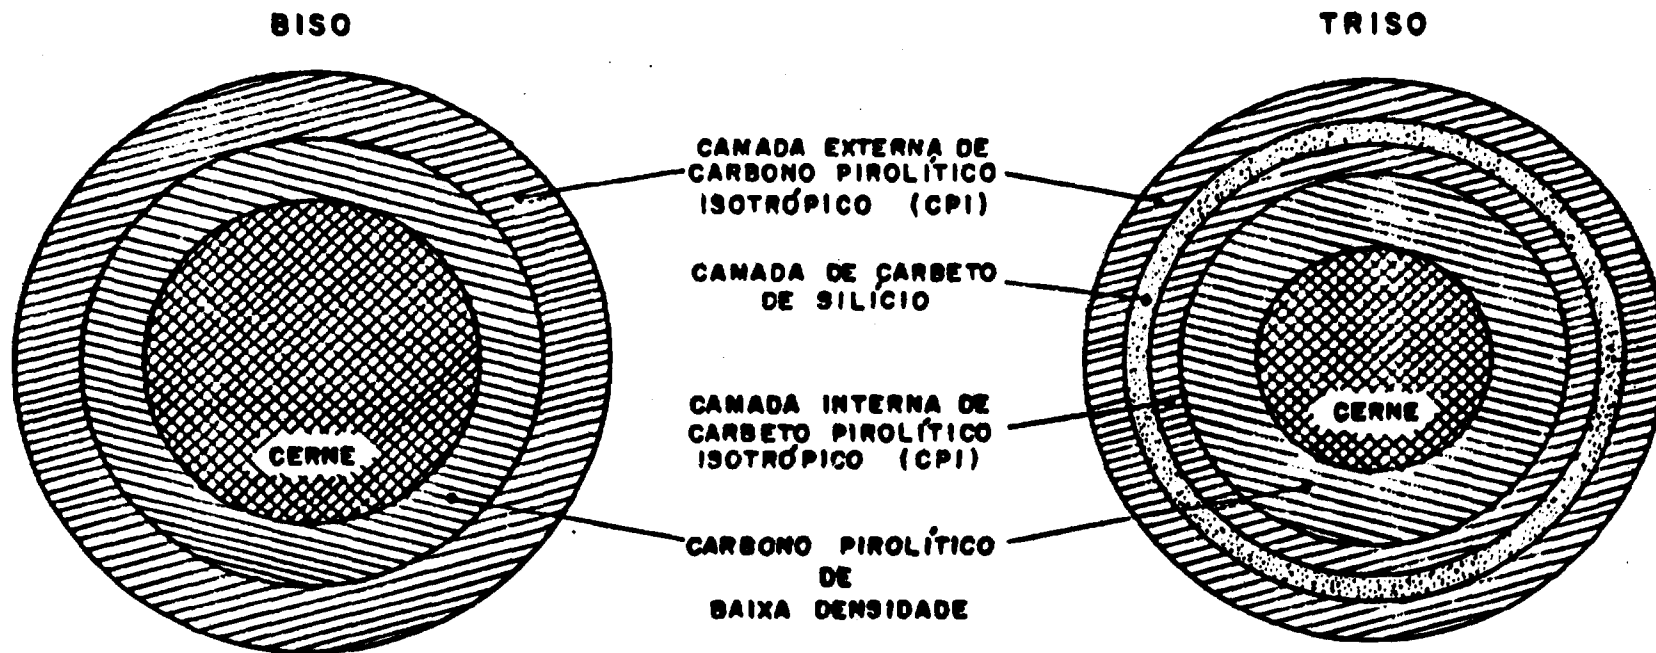 BISO
TRISO
CAMADA EXTERNA DE
CARBONO PIROLÍTICO
ISOTRÓPICO (CPI)
CAMADA DE CARBETO
DE SILÍCIO
CAMADA INTERNA DE
CARBETO PIROLÍTICO
ISOTRÓPICO (CPI)
CERNE
CERNE
CARBONO PIROLÍTICO
DE
BAIXA DENSIDADE